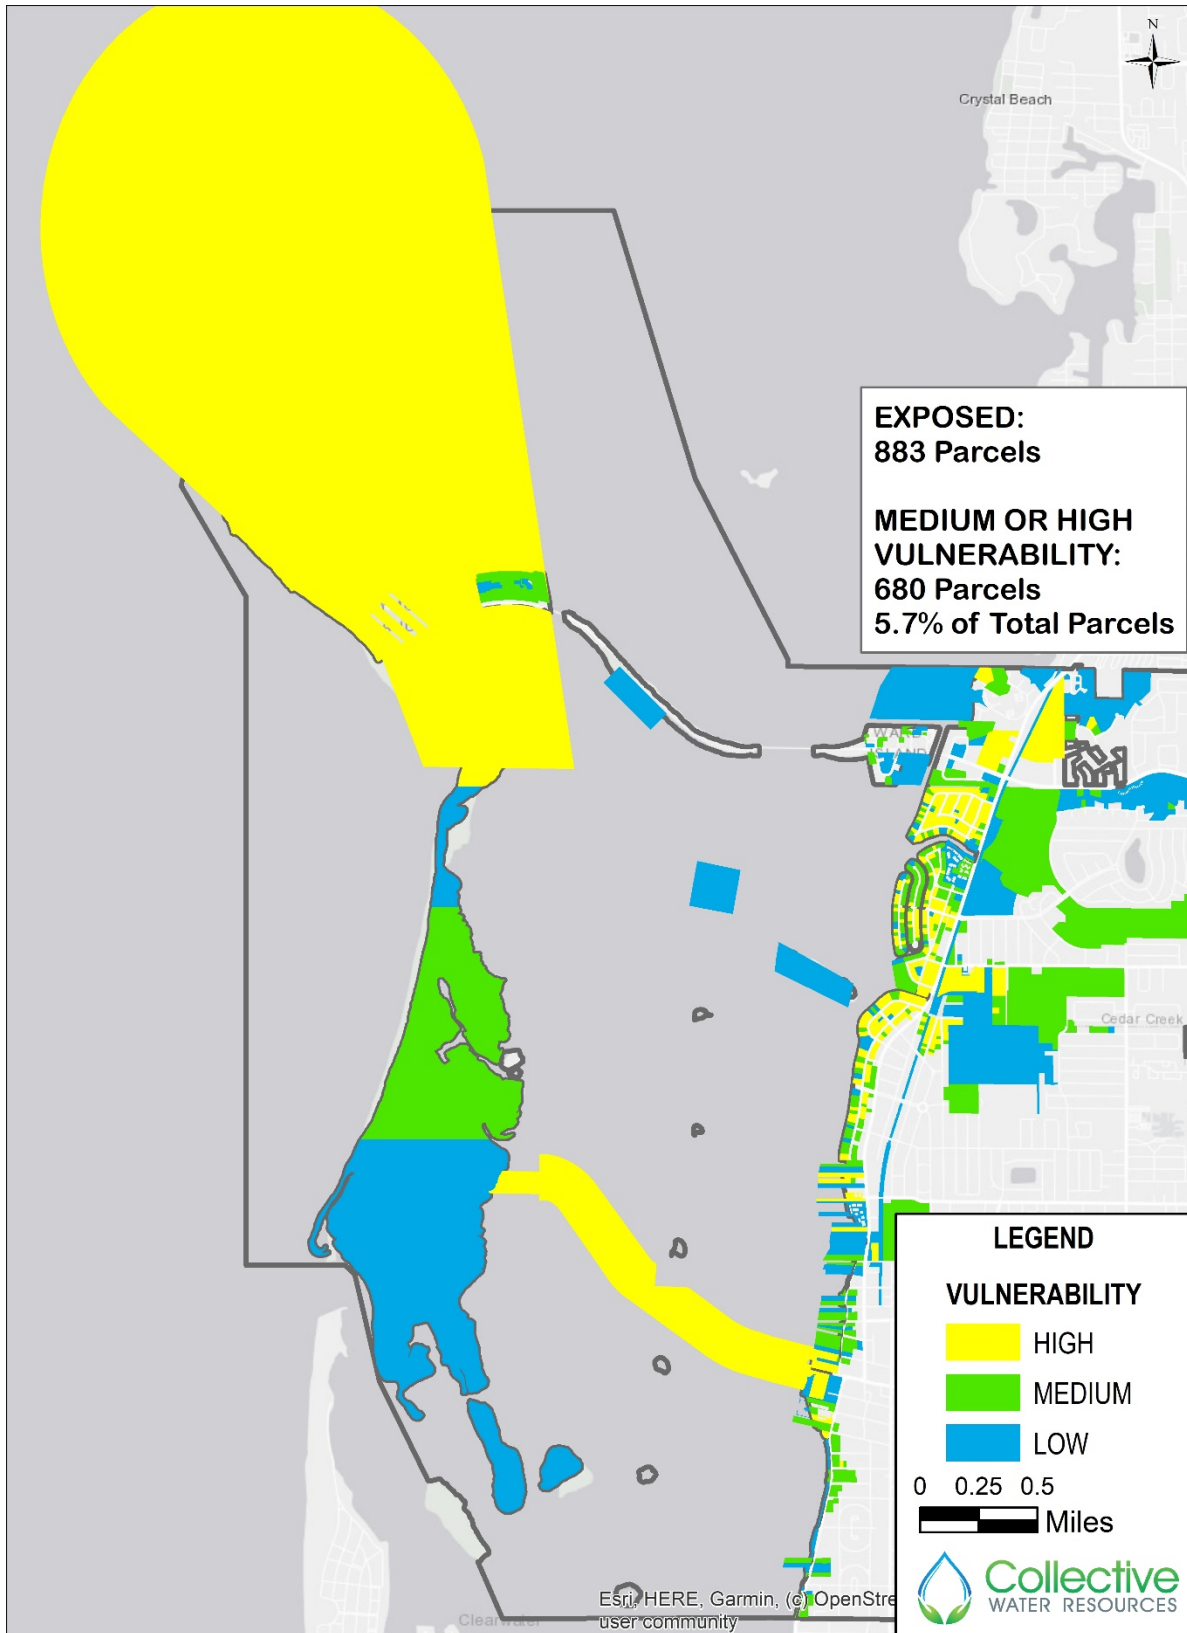 N
Crystal Beach
EXPOSED:
883 Parcels
MEDIUM OR HIGH
VULNERABILITY:
680 Parcels
5.7% of Total Parcels
ISLAND
Cedar Creek
LEGEND
VULNERABILITY
HIGH
MEDIUM
LOW
0 0.25 0.5
Miles
Collective
WATER RESOURCES
Esri, HERE, Garmin, (c) OpenStre
user community
Clearwater